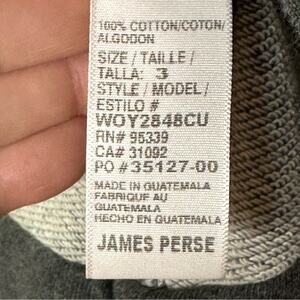 100% COTTON/COTON/
ALGODON
SIZE / TAILLE /
TALLA: 3
STYLE / MODEL /
ESTILO #
WOY2848CU
RN# 95339
CA# 31092
PO #35127-00
MADE IN GUATEMALA
FABRIQUE AU
GUATEMALA
HECHO EN GUATEMALA
JAMES PERSE